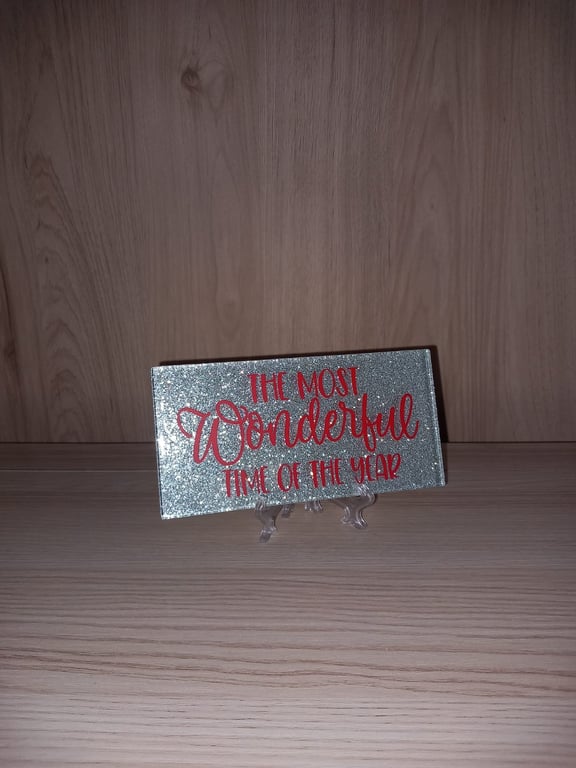 THE MOST
Wonderful
TIME OF THE YEAR